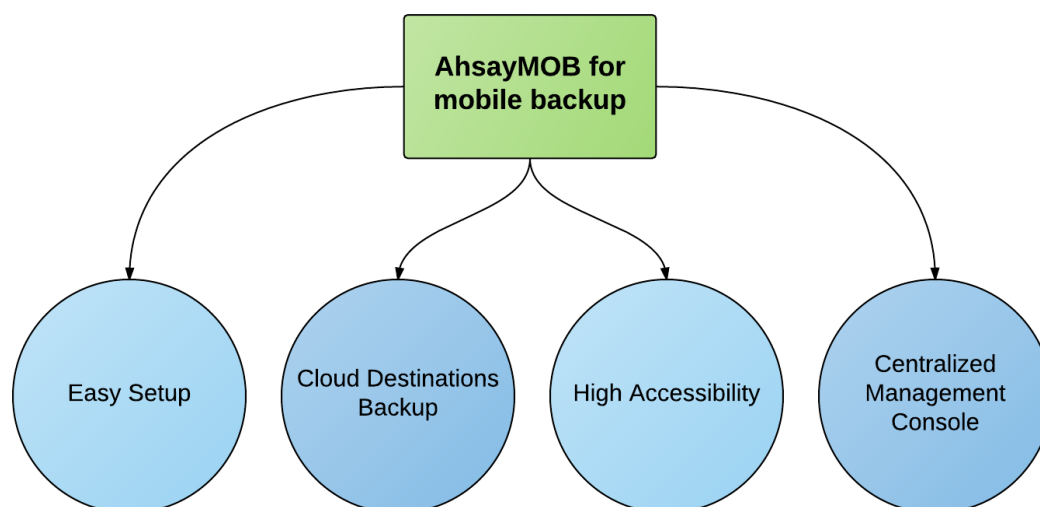 AhsayMOB for
mobile backup
Easy Setup
Cloud Destinations
Backup
High Accessibility
Centralized
Management
Console